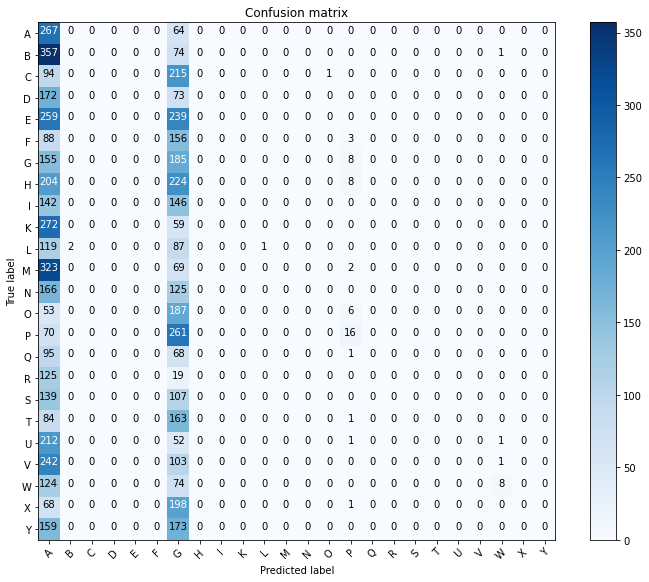 Confusion matrix
A 267 0 0 0 0 0 64 0 0 0 0 0 0 0 0 0 0 0 0 0 0 0 0 0
B 357 0 0 0 0 0 74 0 0 0 0 0 0 0 0 0 0 0 0 0 0 1 0 0
C 94 0 0 0 0 0 215 0 0 0 0 0 0 1 0 0 0 0 0 0 0 0 0 0
D 172 0 0 0 0 0 73 0 0 0 0 0 0 0 0 0 0 0 0 0 0 0 0 0
E 259 0 0 0 0 0 239 0 0 0 0 0 0 0 0 0 0 0 0 0 0 0 0 0
F 88 0 0 0 0 0 156 0 0 0 0 0 0 0 3 0 0 0 0 0 0 0 0 0
G 155 0 0 0 0 0 185 0 0 0 0 0 0 0 8 0 0 0 0 0 0 0 0 0
H 204 0 0 0 0 0 224 0 0 0 0 0 0 0 8 0 0 0 0 0 0 0 0 0
I 142 0 0 0 0 0 146 0 0 0 0 0 0 0 0 0 0 0 0 0 0 0 0 0
K 272 0 0 0 0 0 59 0 0 0 0 0 0 0 0 0 0 0 0 0 0 0 0 0
L 119 2 0 0 0 0 87 0 0 0 1 0 0 0 0 0 0 0 0 0 0 0 0 0
M 323 0 0 0 0 0 69 0 0 0 0 0 0 0 2 0 0 0 0 0 0 0 0 0
N 166 0 0 0 0 0 125 0 0 0 0 0 0 0 0 0 0 0 0 0 0 0 0 0
O 53 0 0 0 0 0 187 0 0 0 0 0 0 0 6 0 0 0 0 0 0 0 0 0
P 70 0 0 0 0 0 261 0 0 0 0 0 0 0 16 0 0 0 0 0 0 0 0 0
Q 95 0 0 0 0 0 68 0 0 0 0 0 0 0 1 0 0 0 0 0 0 0 0 0
R 125 0 0 0 0 0 19 0 0 0 0 0 0 0 0 0 0 0 0 0 0 0 0 0
S 139 0 0 0 0 0 107 0 0 0 0 0 0 0 0 0 0 0 0 0 0 0 0 0
T 84 0 0 0 0 0 163 0 0 0 0 0 0 0 1 0 0 0 0 0 0 0 0 0
U 212 0 0 0 0 0 52 0 0 0 0 0 0 0 1 0 0 0 0 0 0 1 0 0
V 242 0 0 0 0 0 103 0 0 0 0 0 0 0 0 0 0 0 0 0 0 1 0 0
W 124 0 0 0 0 0 74 0 0 0 0 0 0 0 0 0 0 0 0 0 0 8 0 0
X 68 0 0 0 0 0 198 0 0 0 0 0 0 0 1 0 0 0 0 0 0 0 0 0
Y 159 0 0 0 0 0 173 0 0 0 0 0 0 0 0 0 0 0 0 0 0 0 0 0
A B C D E F G H I K L M N O P Q R S T U V W X Y
Predicted label
True label
350
300
250
200
150
100
50
0